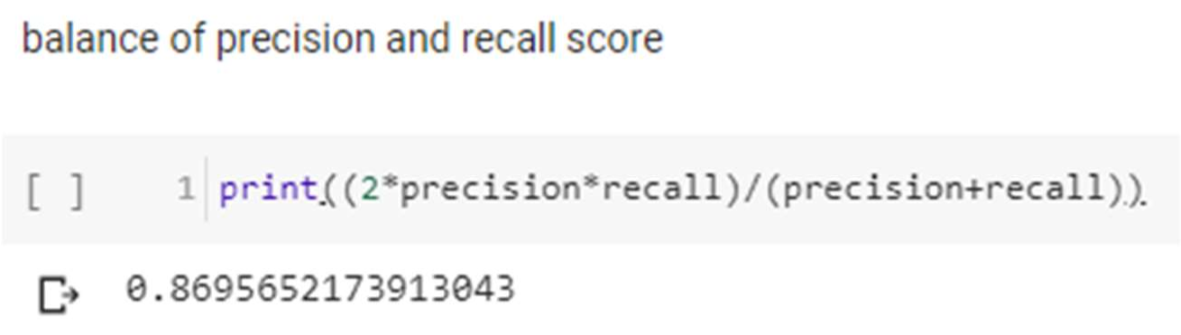 balance of precision and recall score
[ ] 1 print((2*precision*recall)/(precision+recall))
0.8695652173913043